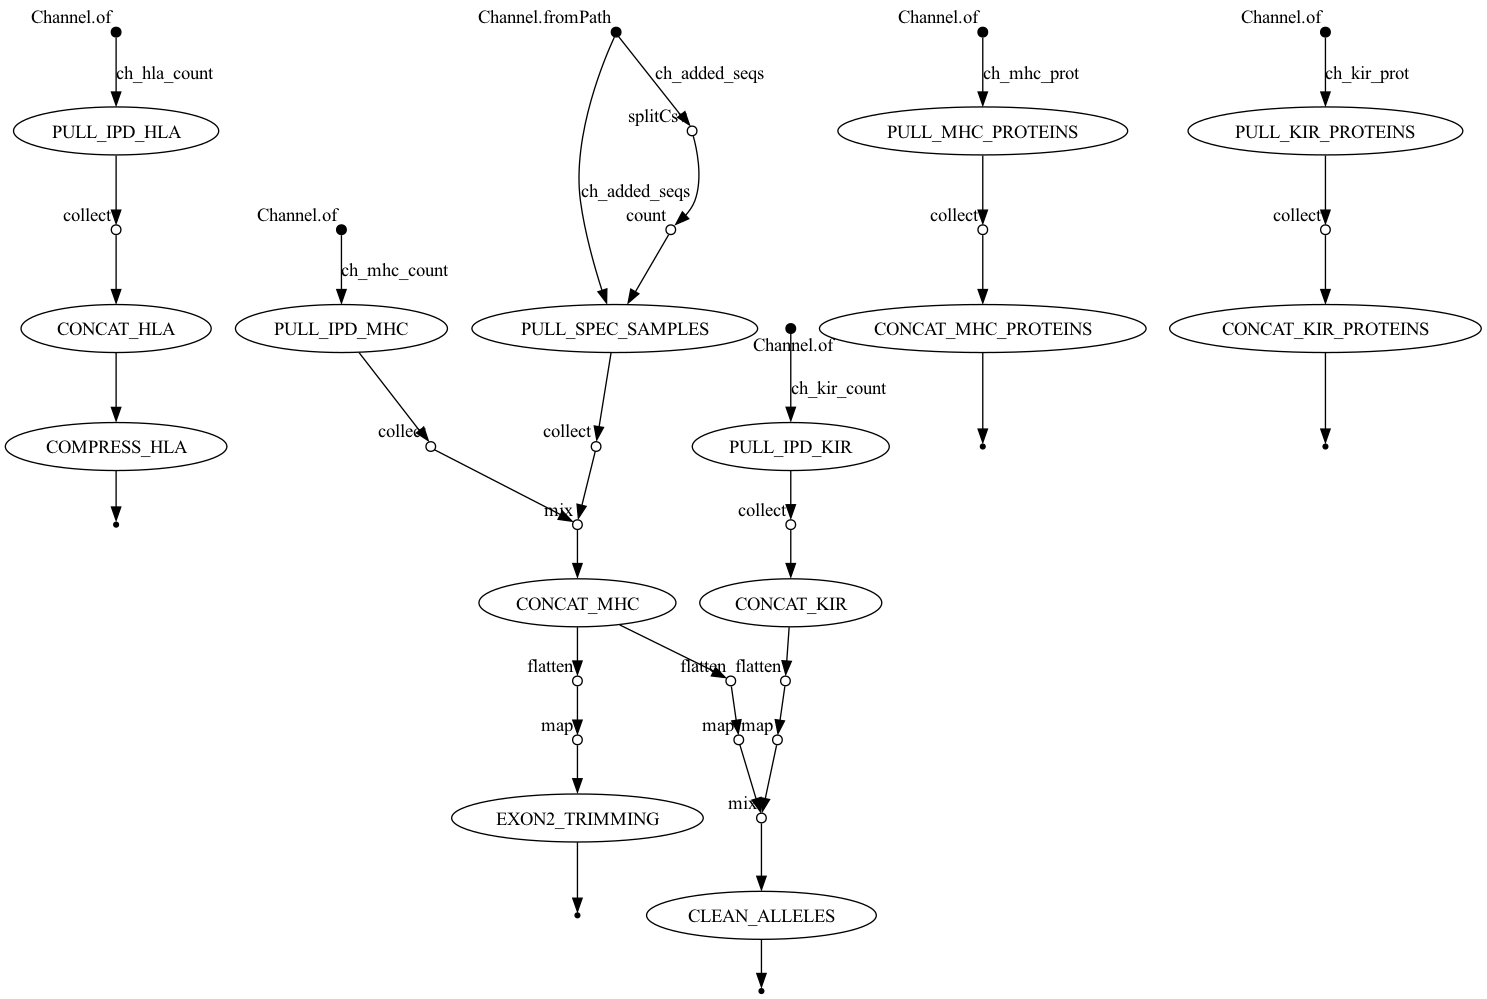 Channel.of
Channel.fromPath
Channel.of
Channel.of
ch_hla_count
ch_added_seqs
ch_mhc_prot
ch_kir_prot
PULL_IPD_HLA
PULL_MHC_PROTEINS
PULL_KIR_PROTEINS
ch_added_seqs
collect
Channel.of
count
collect
collect
ch_mhc_count
CONCAT_HLA
PULL_IPD_MHC
PULL_SPEC_SAMPLES
Channel.of
CONCAT_MHC_PROTEINS
CONCAT_KIR_PROTEINS
ch_kir_count
collect
collect
COMPRESS_HLA
PULL_IPD_KIR
mix
collect
CONCAT_MHC
CONCAT_KIR
flatten
flatten
flatten
map
map
map
EXON2_TRIMMING
mix
CLEAN_ALLELES